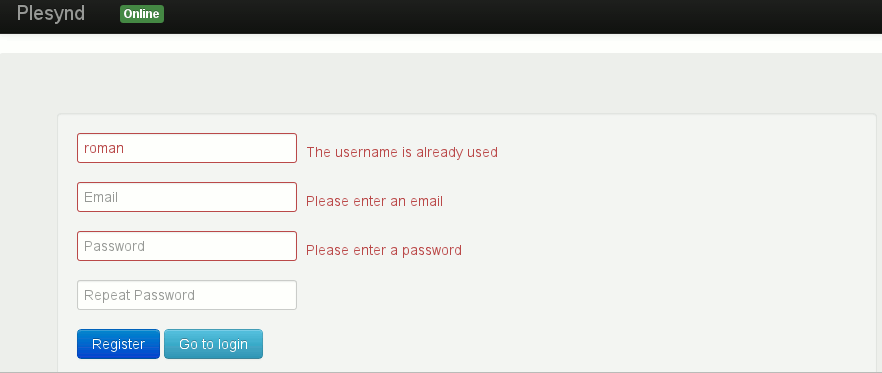 Plesynd Online
roman The username is already used
Email Please enter an email
Password Please enter a password
Repeat Password
Register Go to login